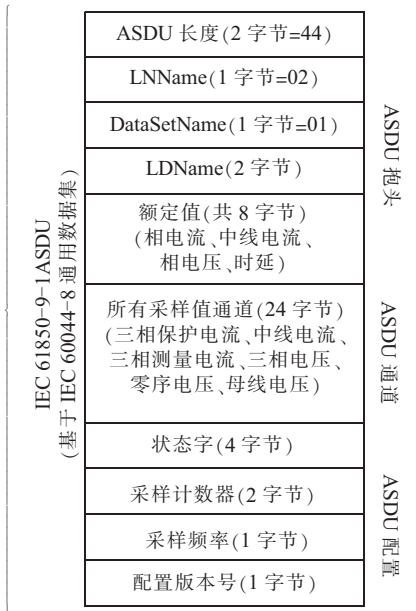 IEC 61850-9-1ASDU
(基于 IEC 60044-8 通用数据集)
ASDU 长度(2 字节=44)
LNName(1 字节=02)
DataSetName(1 字节=01)
LDName(2 字节)
额定值(共 8 字节)
(相电流、中线电流、
相电压、时延)
ASDU 抱头
所有采样值通道(24 字节)
(三相保护电流、中线电流、
三相测量电流、三相电压、
零序电压、母线电压)
ASDU 通道
状态字(4 字节)
采样计数器(2 字节)
采样频率(1 字节)
配置版本号(1 字节)
ASDU 配置